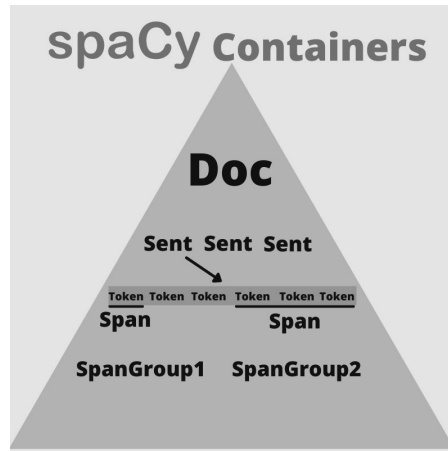 spaCy Containers
Doc
Sent Sent Sent
Token Token Token Token Token Token
Span Span
SpanGroup1 SpanGroup2